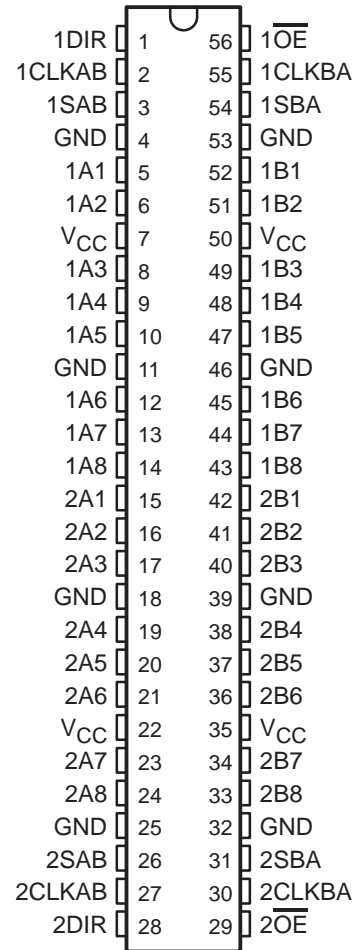 1DIR 1 56 1O̅E̅
1CLKAB 2 55 1CLKBA
1SAB 3 54 1SBA
GND 4 53 GND
1A1 5 52 1B1
1A2 6 51 1B2
VCC 7 50 VCC
1A3 8 49 1B3
1A4 9 48 1B4
1A5 10 47 1B5
GND 11 46 GND
1A6 12 45 1B6
1A7 13 44 1B7
1A8 14 43 1B8
2A1 15 42 2B1
2A2 16 41 2B2
2A3 17 40 2B3
GND 18 39 GND
2A4 19 38 2B4
2A5 20 37 2B5
2A6 21 36 2B6
VCC 22 35 VCC
2A7 23 34 2B7
2A8 24 33 2B8
GND 25 32 GND
2SAB 26 31 2SBA
2CLKAB 27 30 2CLKBA
2DIR 28 29 2O̅E̅